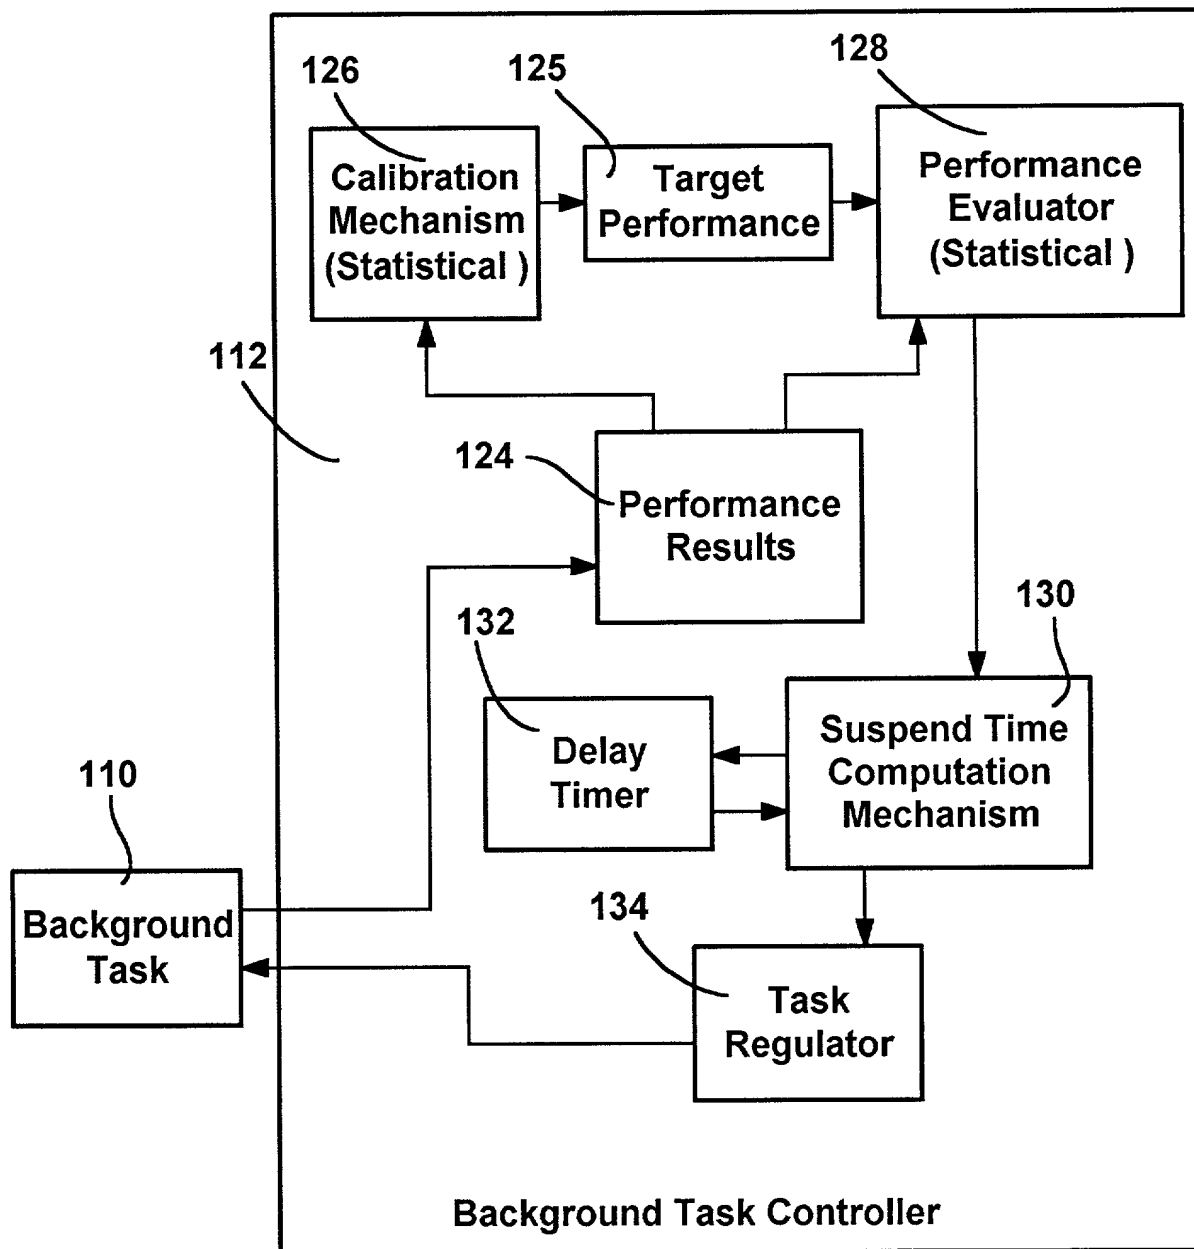 126
125
128
Calibration
Mechanism
(Statistical )
Target
Performance
Performance
Evaluator
(Statistical )
112
124
Performance
Results
132
130
Delay
Timer
Suspend Time
Computation
Mechanism
110
Background
Task
134
Task
Regulator
Background Task Controller